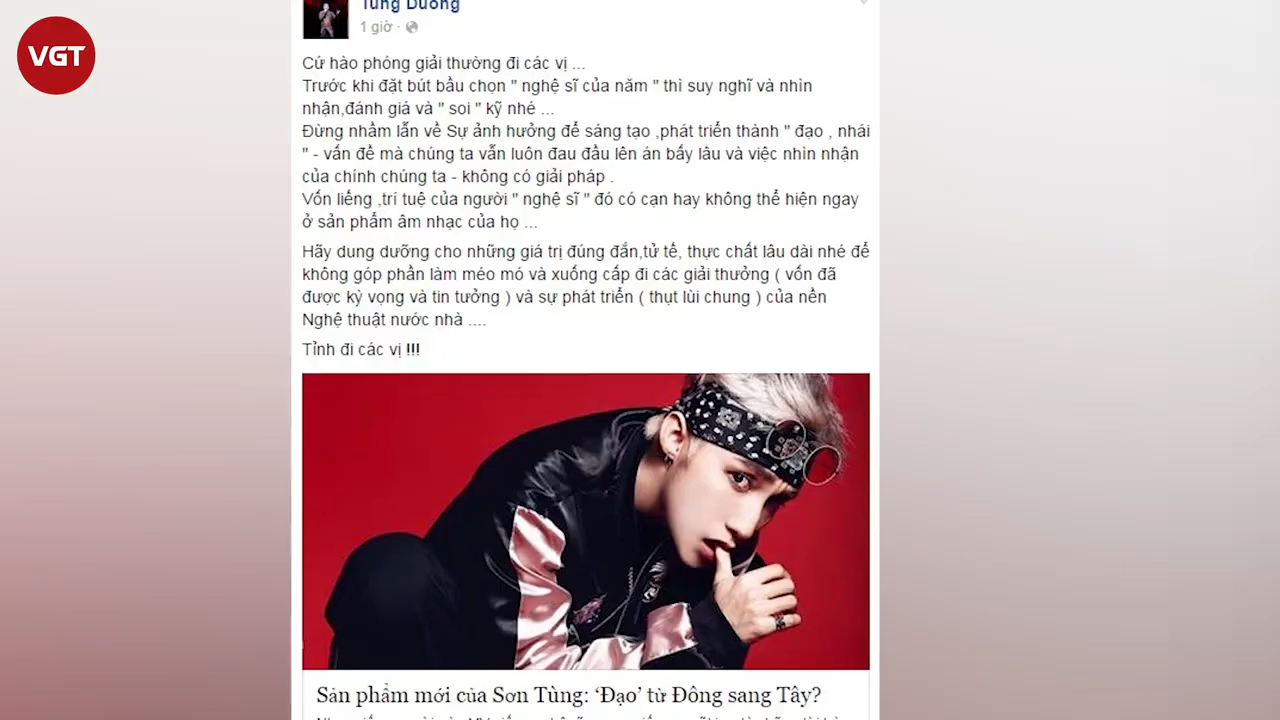 VGT
Tùng Dương
1 giờ ·
Cứ hào phóng giải thường đi các vị ...
Trước khi đặt bút bầu chọn " nghệ sĩ của năm " thì suy nghĩ và nhìn
nhận,đánh giá và " soi " kỹ nhé ...
Đừng nhầm lẫn về Sự ảnh hưởng để sáng tạo ,phát triển thành " đạo , nhái
" - vấn đề mà chúng ta vẫn luôn đau đầu lên án bấy lâu và việc nhìn nhận
của chính chúng ta - không có giải pháp .
Vốn liếng ,trí tuệ của người " nghệ sĩ " đó có cạn hay không thể hiện ngay
ở sản phẩm âm nhạc của họ ...
Hãy dung dưỡng cho những giá trị đúng đắn,tử tế, thực chất lâu dài nhé để
không góp phần làm méo mó và xuống cấp đi các giải thưởng ( vốn đã
được kỳ vọng và tin tưởng ) và sự phát triển ( thụt lùi chung ) của nền
Nghệ thuật nước nhà ....
Tỉnh đi các vị !!!
Sản phẩm mới của Sơn Tùng: ‘Đạo’ từ Đông sang Tây?